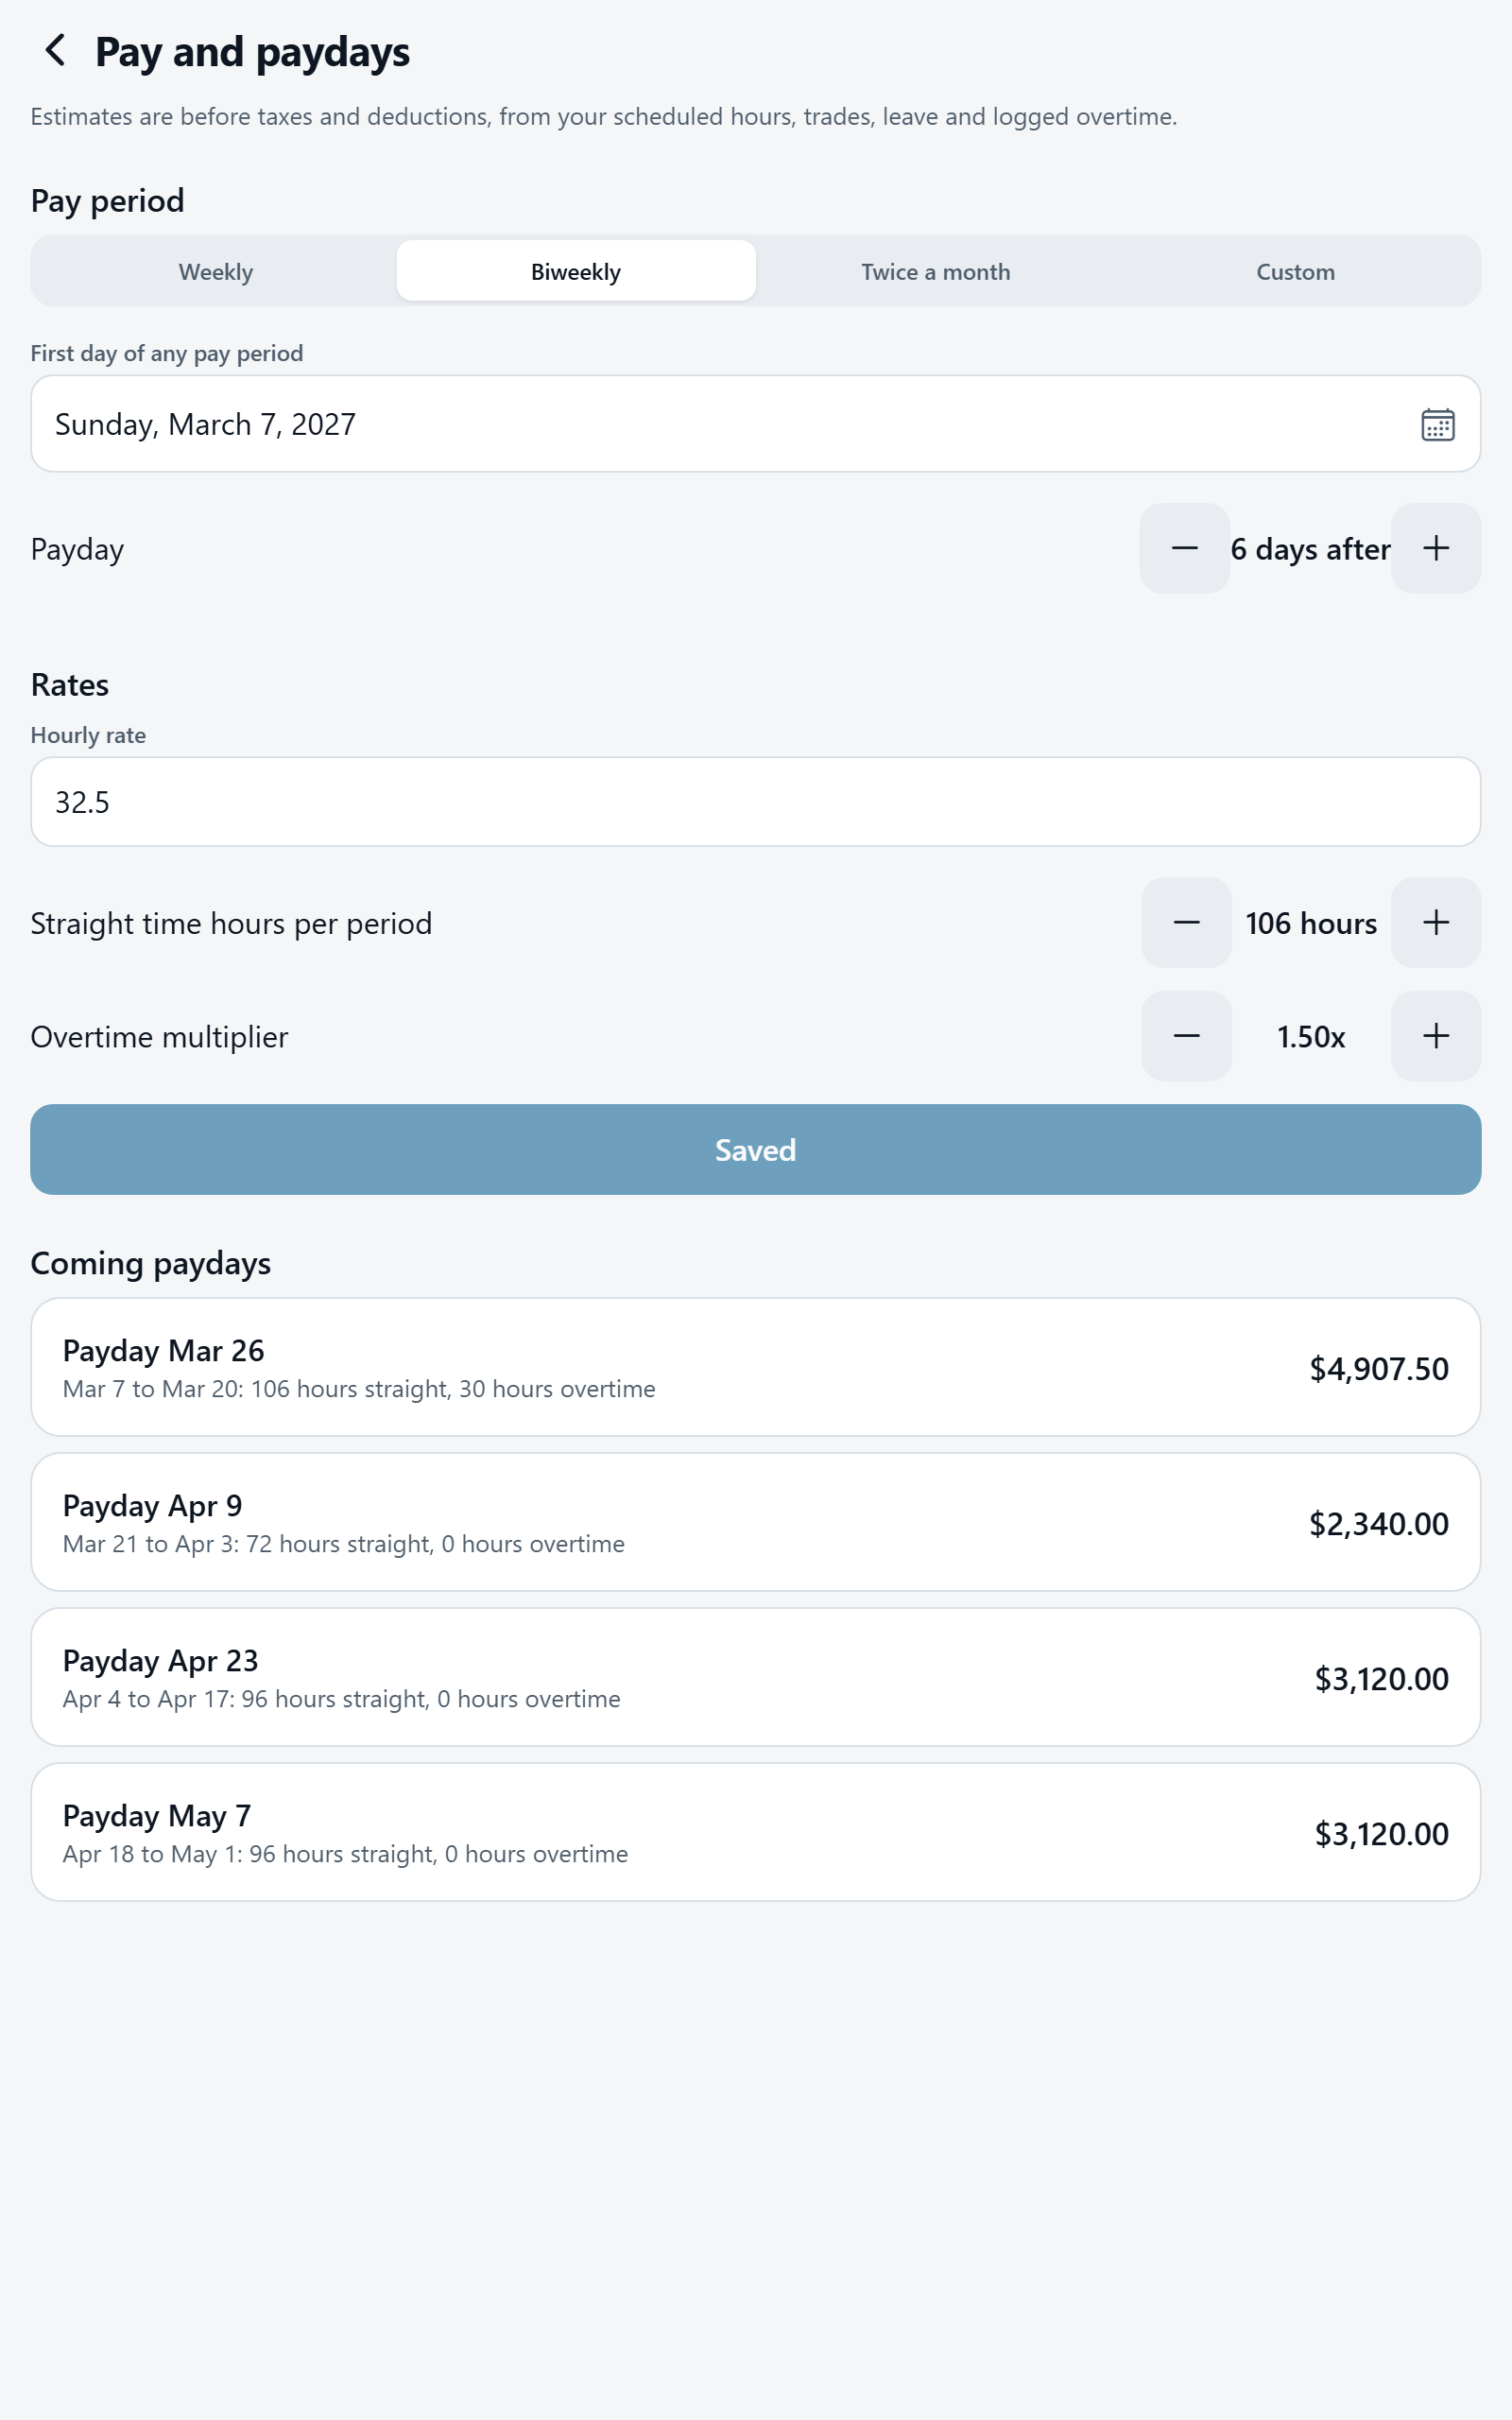 Pay and paydays
Estimates are before taxes and deductions, from your scheduled hours, trades, leave and logged overtime.
Pay period
Weekly Biweekly Twice a month Custom
First day of any pay period
Sunday, March 7, 2027
Payday 6 days after
Rates
Hourly rate
32.5
Straight time hours per period 106 hours
Overtime multiplier 1.50x
Saved
Coming paydays
Payday Mar 26
Mar 7 to Mar 20: 106 hours straight, 30 hours overtime
$4,907.50
Payday Apr 9
Mar 21 to Apr 3: 72 hours straight, 0 hours overtime
$2,340.00
Payday Apr 23
Apr 4 to Apr 17: 96 hours straight, 0 hours overtime
$3,120.00
Payday May 7
Apr 18 to May 1: 96 hours straight, 0 hours overtime
$3,120.00